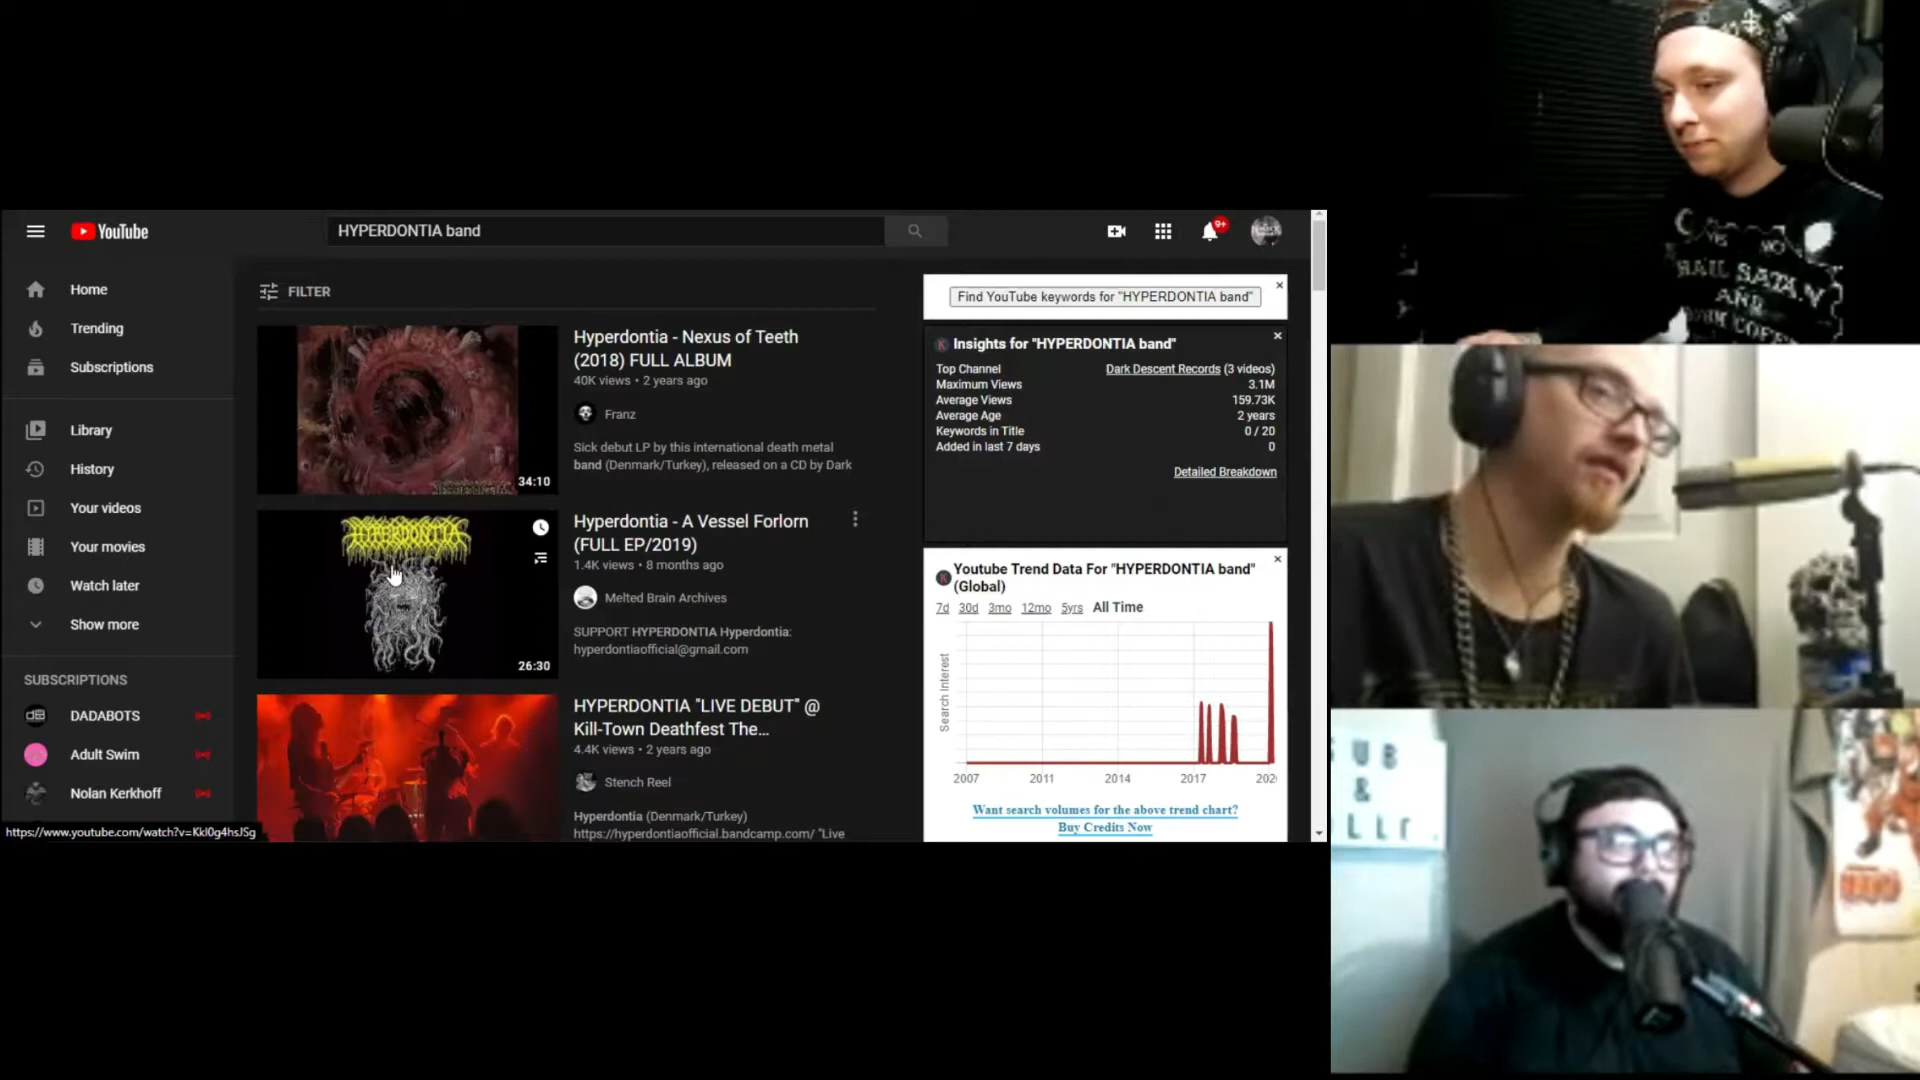 YouTube
HYPERDONTIA band
9+
Home
Trending
Subscriptions
Library
History
Your videos
Your movies
Watch later
Show more
SUBSCRIPTIONS
DADABOTS
Adult Swim
Nolan Kerkhoff
https://www.youtube.com/watch?v=Kkl0g4hsJSg
FILTER
34:10
Hyperdontia - Nexus of Teeth
(2018) FULL ALBUM
40K views • 2 years ago
Franz
Sick debut LP by this international death metal
band (Denmark/Turkey), released on a CD by Dark
HYPERDONTIA
26:30
Hyperdontia - A Vessel Forlorn
(FULL EP/2019)
1.4K views • 8 months ago
Melted Brain Archives
SUPPORT HYPERDONTIA Hyperdontia:
hyperdontiaofficial@gmail.com
HYPERDONTIA "LIVE DEBUT" @
Kill-Town Deathfest The...
4.4K views • 2 years ago
Stench Reel
Hyperdontia (Denmark/Turkey)
https://hyperdontiaofficial.bandcamp.com/ "Live
Find YouTube keywords for "HYPERDONTIA band"
Insights for "HYPERDONTIA band"
Top Channel Dark Descent Records (3 videos)
Maximum Views 3.1M
Average Views 159.73K
Average Age 2 years
Keywords in Title 0 / 20
Added in last 7 days 0
Detailed Breakdown
Youtube Trend Data For "HYPERDONTIA band"
(Global)
7d 30d 3mo 12mo 5yrs All Time
Search Interest
2007 2011 2014 2017 202
Want search volumes for the above trend chart?
Buy Credits Now
HAIL SATAN
AND
SUB
&